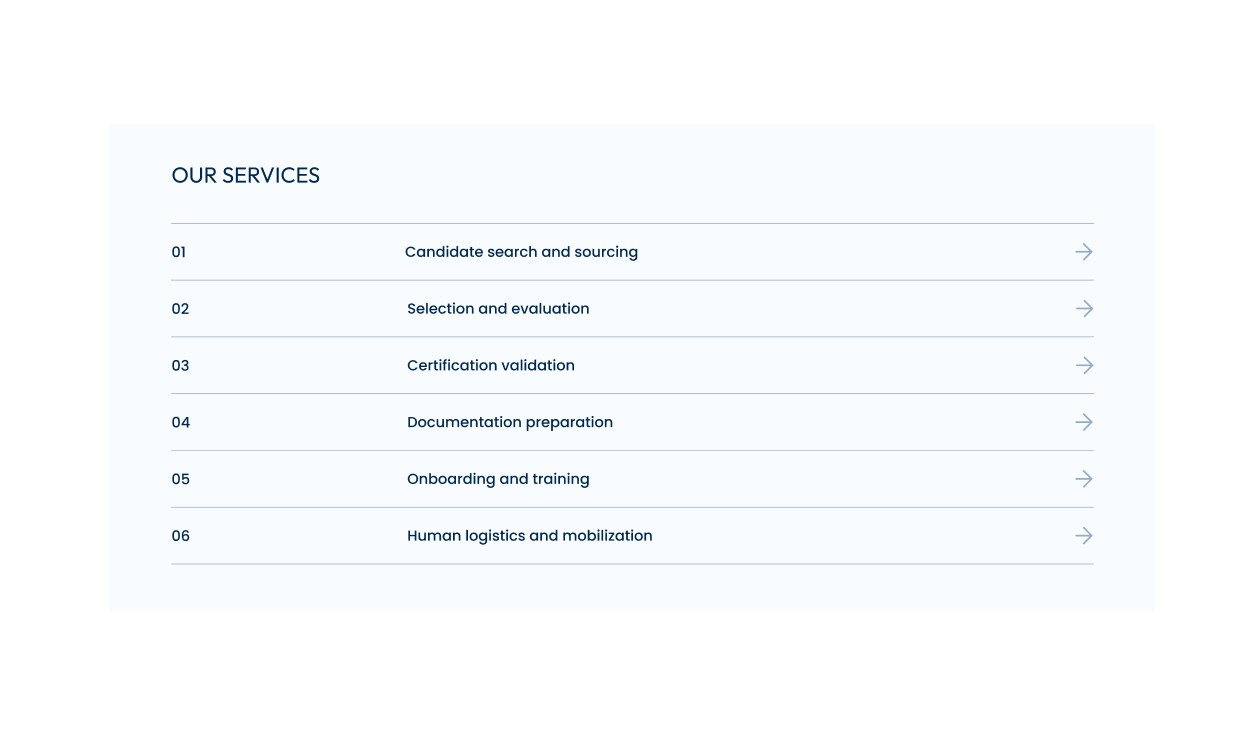 OUR SERVICES
01 Candidate search and sourcing
02 Selection and evaluation
03 Certification validation
04 Documentation preparation
05 Onboarding and training
06 Human logistics and mobilization